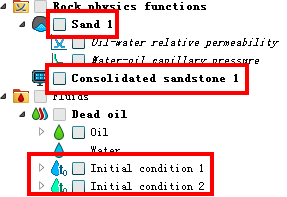 Rock physics functions
Sand 1
Oil-water relative permeability
Water-oil capillary pressure
Consolidated sandstone 1
Fluids
Dead oil
Oil
Water
Initial condition 1
Initial condition 2